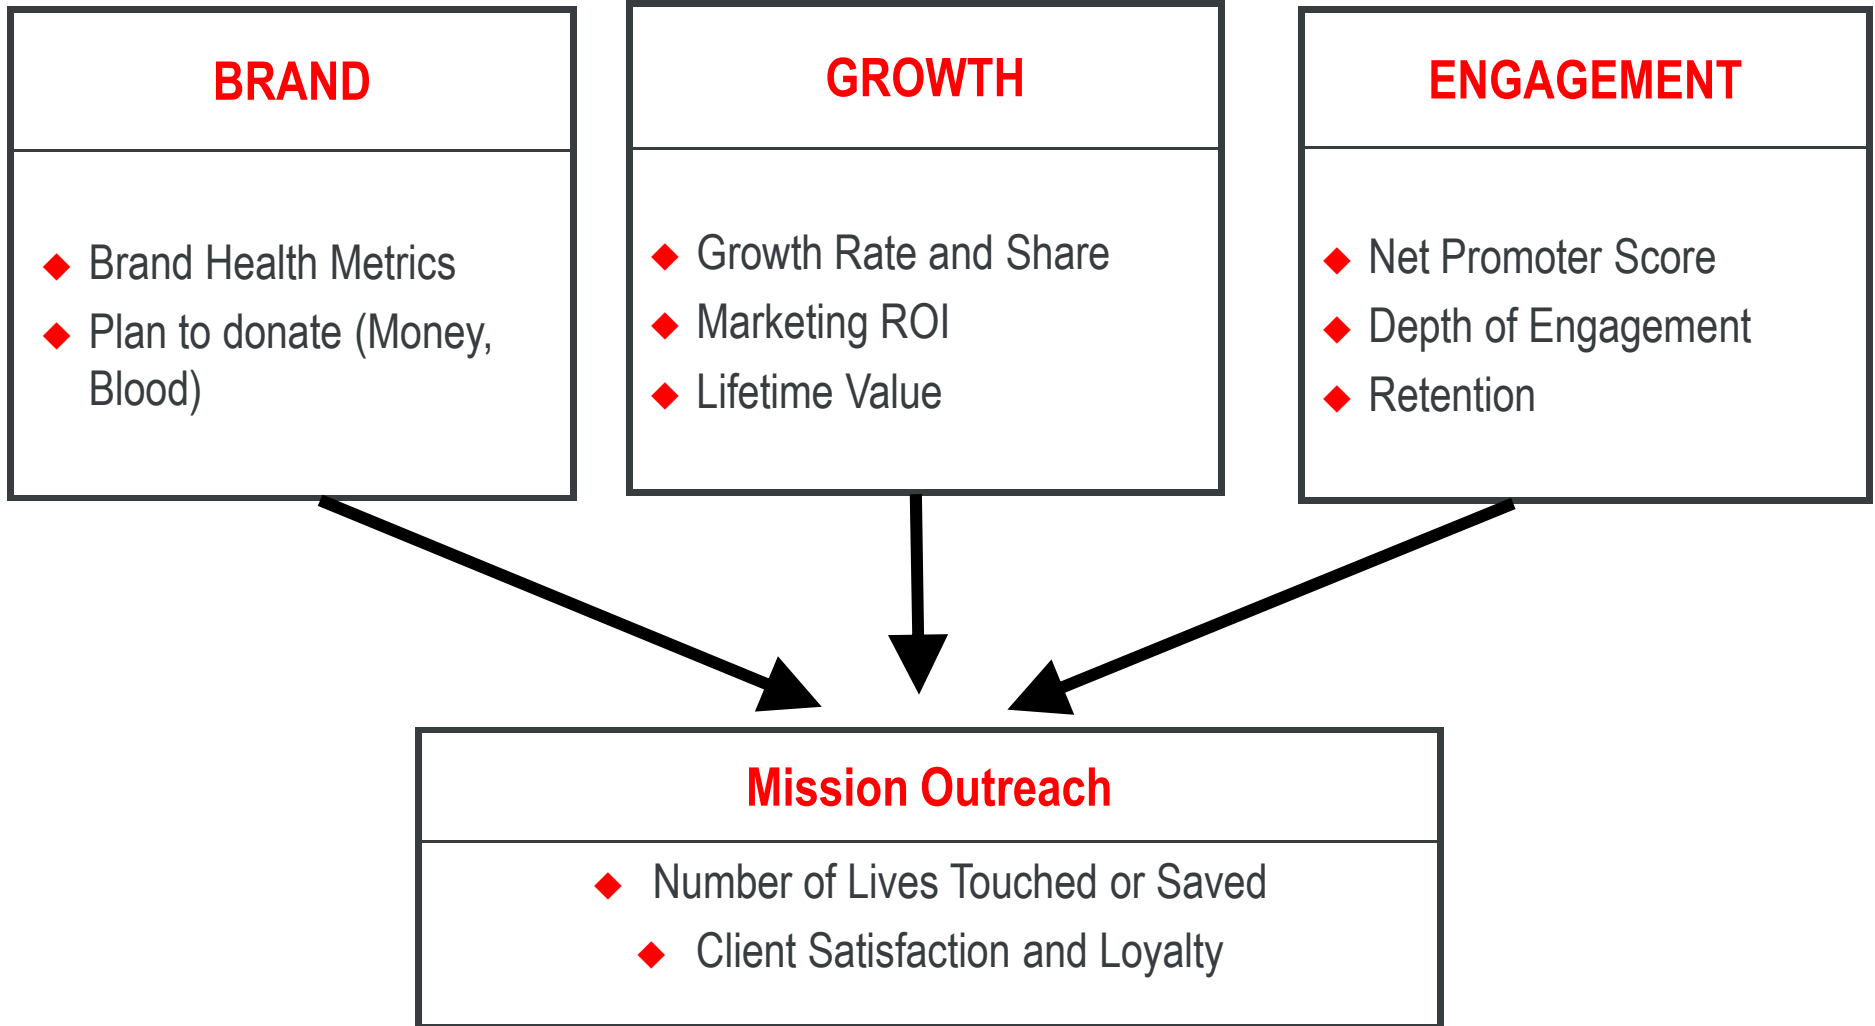 BRAND
Brand Health Metrics
Plan to donate (Money,
Blood)
GROWTH
Growth Rate and Share
Marketing ROI
Lifetime Value
ENGAGEMENT
Net Promoter Score
Depth of Engagement
Retention
Mission Outreach
Number of Lives Touched or Saved
Client Satisfaction and Loyalty